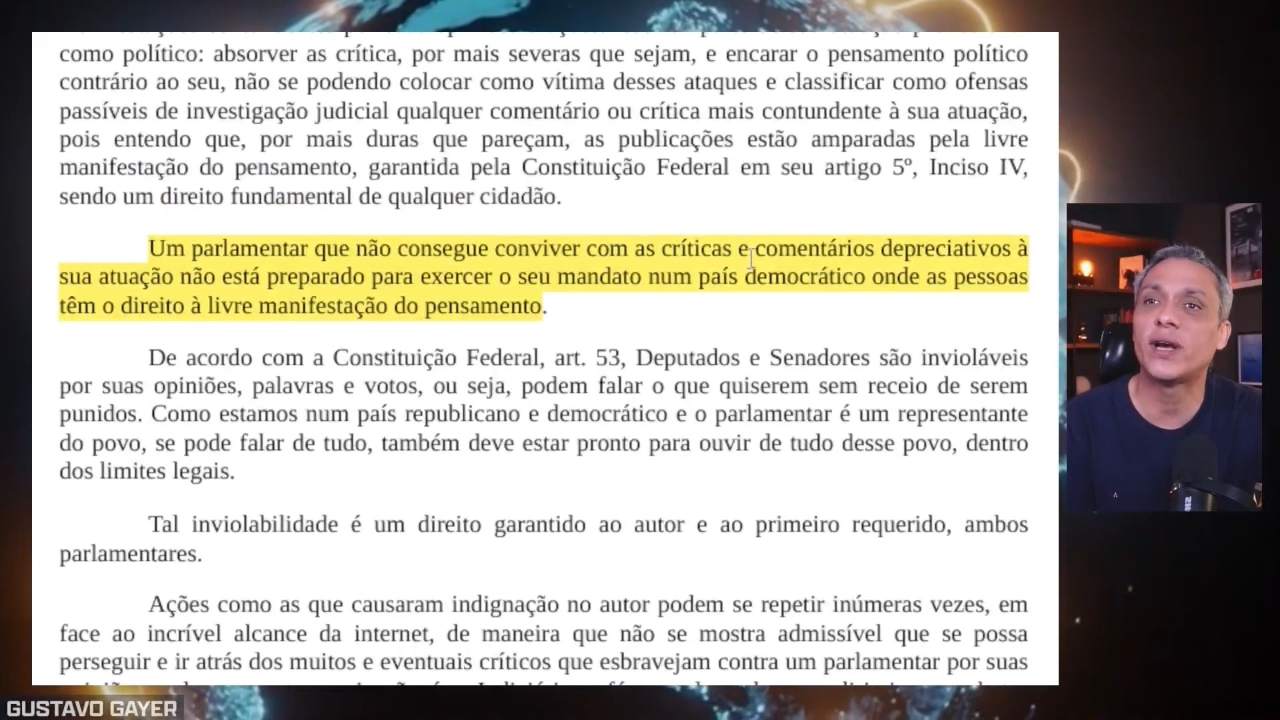 como político: absorver as crítica, por mais severas que sejam, e encarar o pensamento político
contrário ao seu, não se podendo colocar como vítima desses ataques e classificar como ofensas
passíveis de investigação judicial qualquer comentário ou crítica mais contundente à sua atuação,
pois entendo que, por mais duras que pareçam, as publicações estão amparadas pela livre
manifestação do pensamento, garantida pela Constituição Federal em seu artigo 5º, Inciso IV,
sendo um direito fundamental de qualquer cidadão.
Um parlamentar que não consegue conviver com as críticas e comentários depreciativos à
sua atuação não está preparado para exercer o seu mandato num país democrático onde as pessoas
têm o direito à livre manifestação do pensamento.
De acordo com a Constituição Federal, art. 53, Deputados e Senadores são invioláveis
por suas opiniões, palavras e votos, ou seja, podem falar o que quiserem sem receio de serem
punidos. Como estamos num país republicano e democrático e o parlamentar é um representante
do povo, se pode falar de tudo, também deve estar pronto para ouvir de tudo desse povo, dentro
dos limites legais.
Tal inviolabilidade é um direito garantido ao autor e ao primeiro requerido, ambos
parlamentares.
Ações como as que causaram indignação no autor podem se repetir inúmeras vezes, em
face ao incrível alcance da internet, de maneira que não se mostra admissível que se possa
perseguir e ir atrás dos muitos e eventuais críticos que esbravejam contra um parlamentar por suas
GUSTAVO GAYER